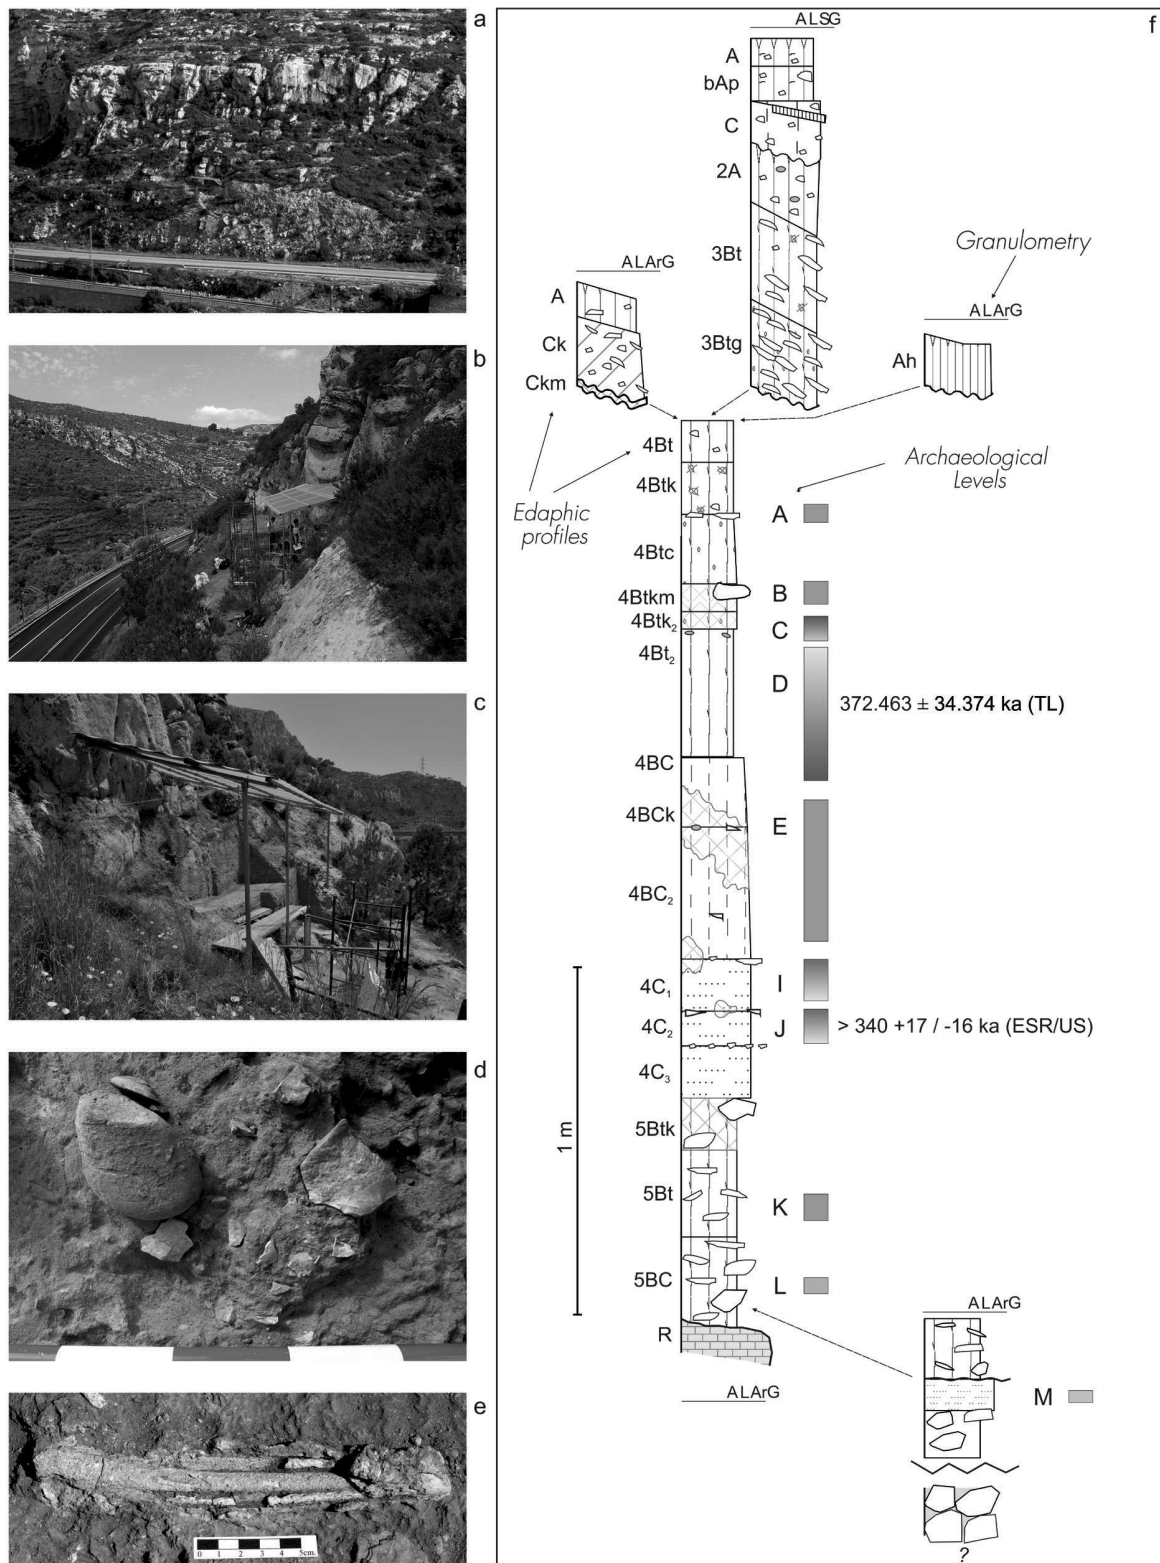 a
b
c
d
e
0 1 2 3 4 5cm.
f
ALSG
A
bAp
C
2A
3Bt
3Btg
ALArG
A
Ck
Ckm
Granulometry
ALArG
Ah
Edaphic
profiles
Archaeological
Levels
4Bt
4Btk
4Btc
4Btkm
4Btk₂
4Bt₂
4BC
4BCk
4BC₂
4C₁
4C₂
4C₃
5Btk
5Bt
5BC
R
ALArG
1 m
A
B
C
D 372.463 ± 34.374 ka (TL)
E
I
J > 340 +17 / -16 ka (ESR/US)
K
L
ALArG
M
?